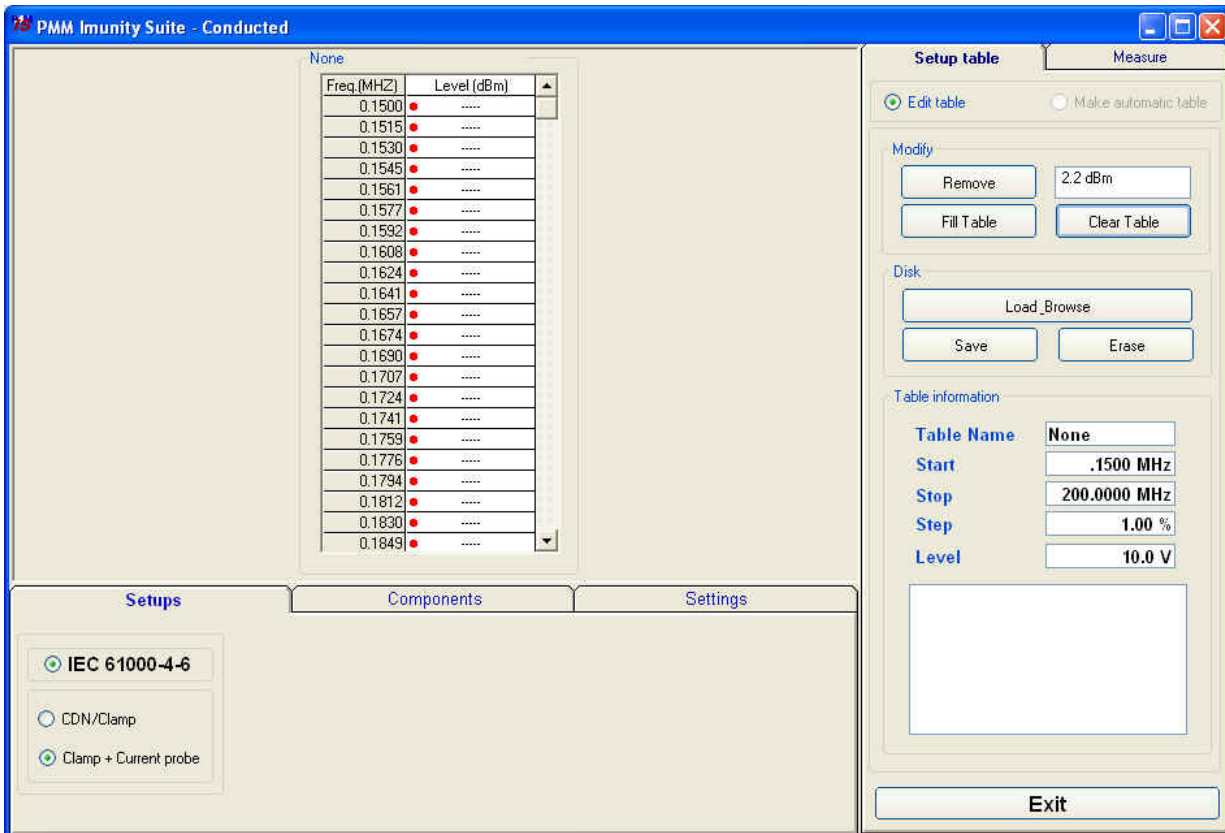 PMM Imunity Suite - Conducted
None
Freq.(MHZ) Level (dBm)
0.1500 -----
0.1515 -----
0.1530 -----
0.1545 -----
0.1561 -----
0.1577 -----
0.1592 -----
0.1608 -----
0.1624 -----
0.1641 -----
0.1657 -----
0.1674 -----
0.1690 -----
0.1707 -----
0.1724 -----
0.1741 -----
0.1759 -----
0.1776 -----
0.1794 -----
0.1812 -----
0.1830 -----
0.1849 -----
Setup table Measure
Edit table Make automatic table
Modify
Remove 2.2 dBm
Fill Table Clear Table
Disk
Load_Browse
Save Erase
Table information
Table Name None
Start .1500 MHz
Stop 200.0000 MHz
Step 1.00 %
Level 10.0 V
Exit
Setups Components Settings
IEC 61000-4-6
CDN/Clamp
Clamp + Current probe